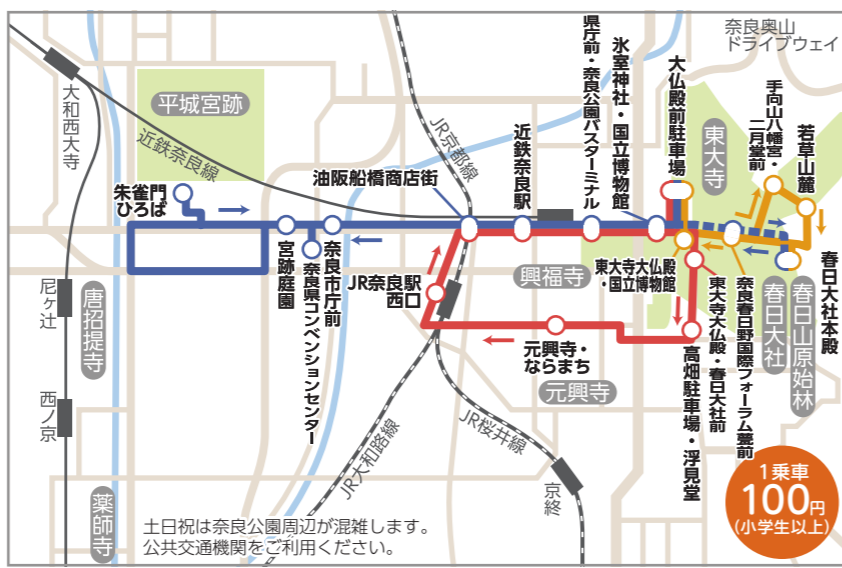 奈良奥山
ドライブウェイ
大和西大寺
平城宮跡
近鉄奈良線
JR京都線
朱雀門
ひろば
油阪船橋商店街
近鉄奈良駅
県庁前・奈良公園バスターミナル
氷室神社・国立博物館
大仏殿前駐車場
東大寺
手向山八幡宮・
二月堂前
若草山麓
宮跡庭園
奈良県コンベンションセンター
奈良市庁前
JR奈良駅
西口
興福寺
東大寺大仏殿
・国立博物館
東大寺大仏殿・春日大社前
奈良春日野国際フォーラム甍前
春日大社
春日山原始林
春日大社本殿
尼ヶ辻
唐招提寺
元興寺・
ならまち
元興寺
高畑駐車場・浮見堂
西ノ京
薬師寺
JR大和路線
JR桜井線
京終
土日祝は奈良公園周辺が混雑します。
公共交通機関をご利用ください。
1乗車
100円
(小学生以上)